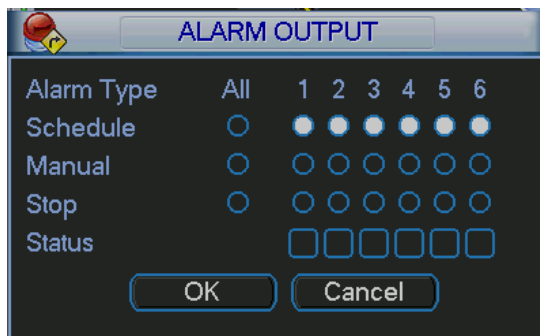 ALARM OUTPUT
Alarm Type All 1 2 3 4 5 6
Schedule
Manual
Stop
Status
OK Cancel